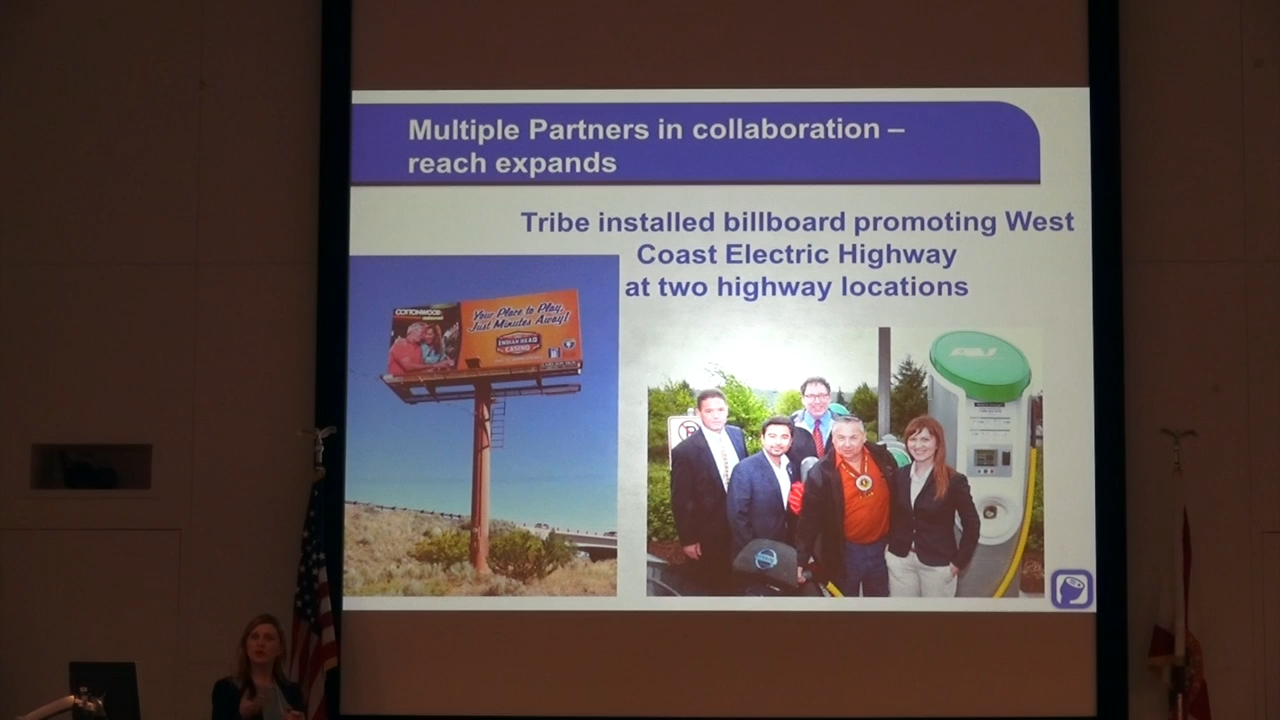 Multiple Partners in collaboration –
reach expands
Tribe installed billboard promoting West
Coast Electric Highway
at two highway locations
COTTONWOOD
Your Place to Play,
Just Minutes Away!
INDIAN HEAD
CASINO
AV